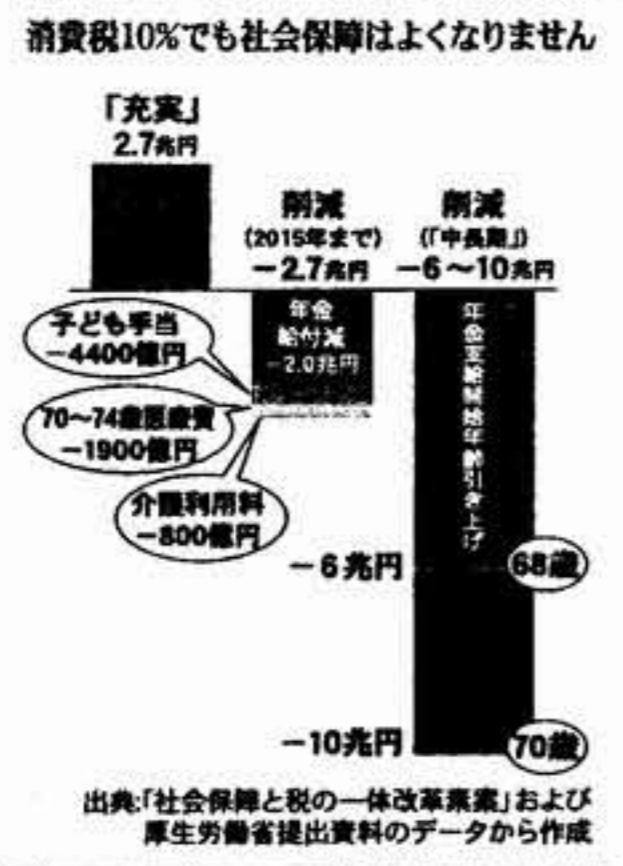 消費税10%でも社会保障はよくなりません
「充実」
2.7兆円
削減
(2015年まで)
－2.7兆円
削減
(「中長期」)
－6～10兆円
年金
給付減
－2.0兆円
子ども手当
－4400億円
70～74歳医療費
－1900億円
介護利用料
－800億円
年金支給開始年齢引き上げ
－6兆円
68歳
－10兆円
70歳
出典:「社会保障と税の一体改革素案」および
厚生労働省提出資料のデータから作成